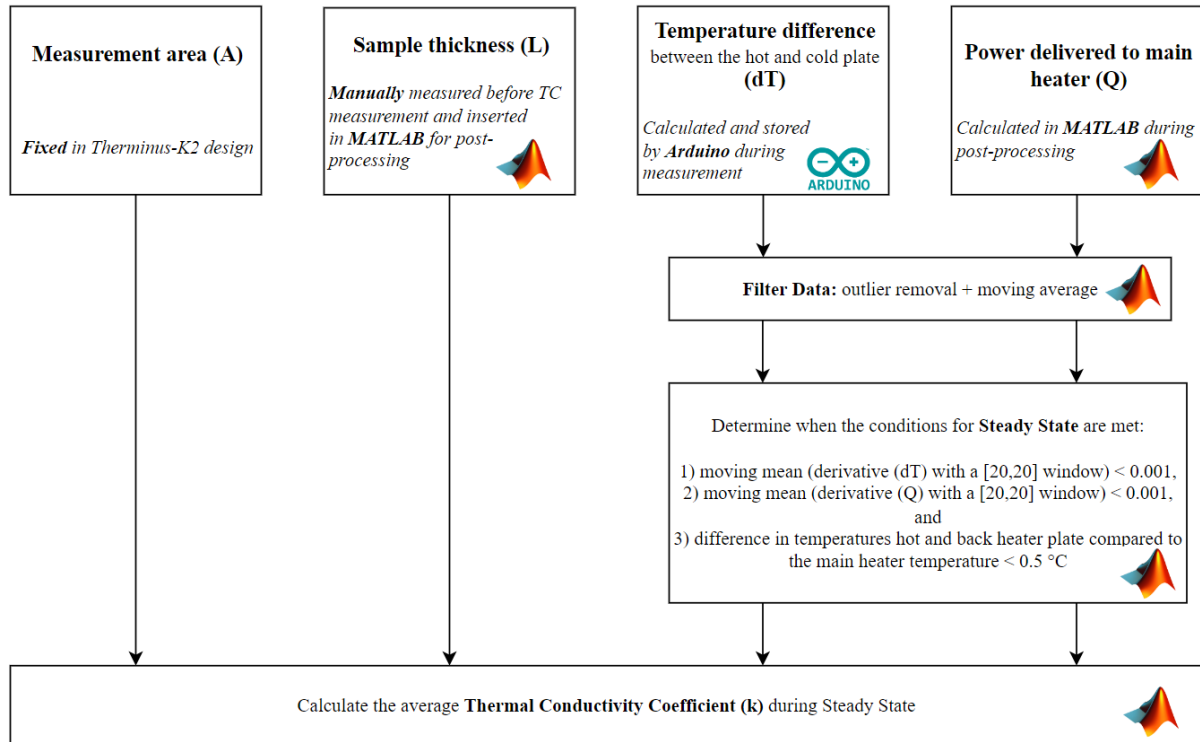 Measurement area (A)
Fixed in Therminus-K2 design
Sample thickness (L)
Manually measured before TC
measurement and inserted
in MATLAB for post-
processing
Temperature difference
between the hot and cold plate
(dT)
Calculated and stored
by Arduino during
measurement
ARDUINO
Power delivered to main
heater (Q)
Calculated in MATLAB during
post-processing
Filter Data: outlier removal + moving average
Determine when the conditions for Steady State are met:
1) moving mean (derivative (dT) with a [20,20] window) < 0.001,
2) moving mean (derivative (Q) with a [20,20] window) < 0.001,
and
3) difference in temperatures hot and back heater plate compared to
the main heater temperature < 0.5 °C
Calculate the average Thermal Conductivity Coefficient (k) during Steady State